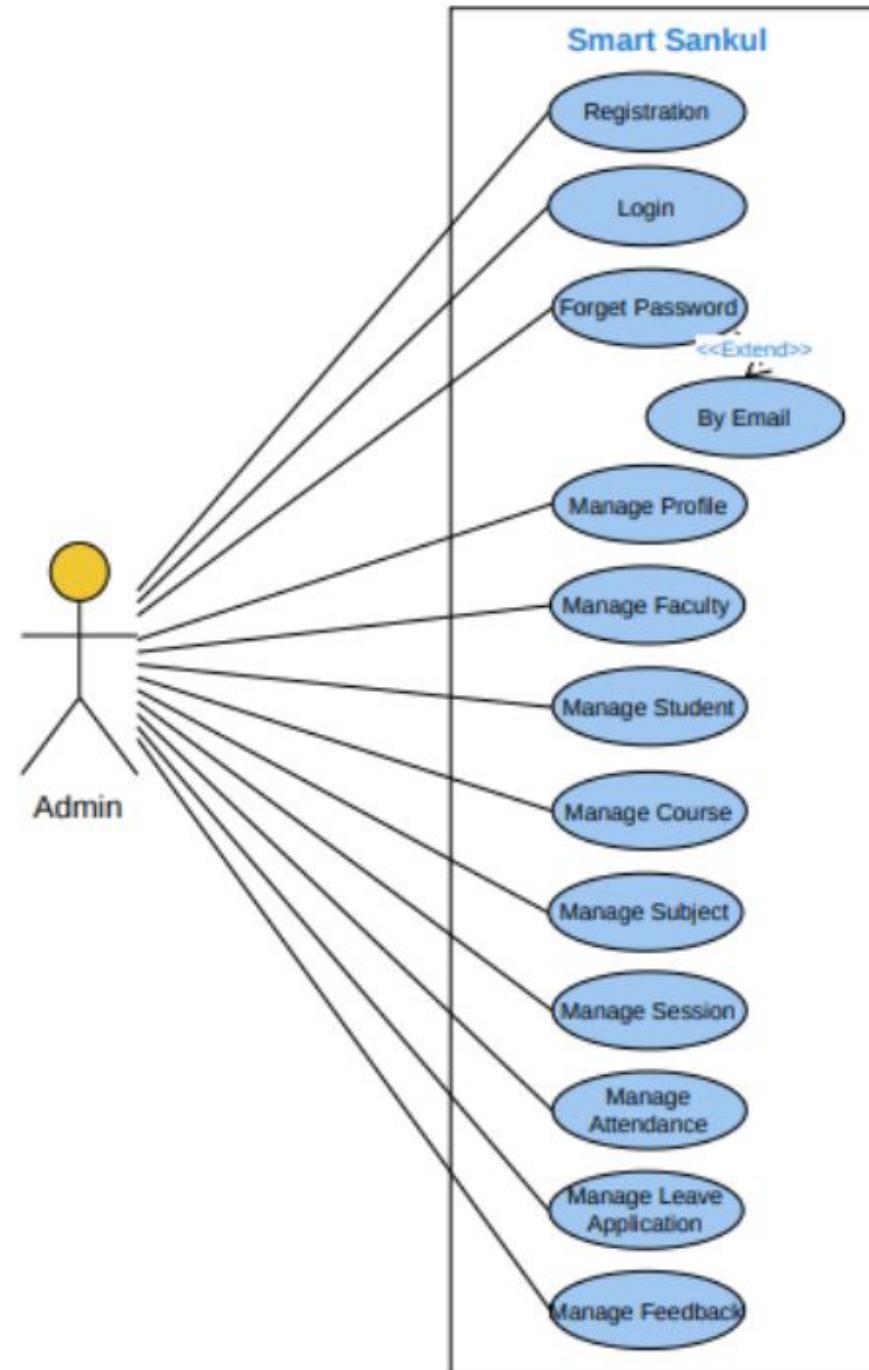 Smart Sankul
Registration
Login
Forget Password
<<Extend>>
By Email
Manage Profile
Manage Faculty
Manage Student
Admin
Manage Course
Manage Subject
Manage Session
Manage
Attendance
Manage Leave
Application
Manage Feedback